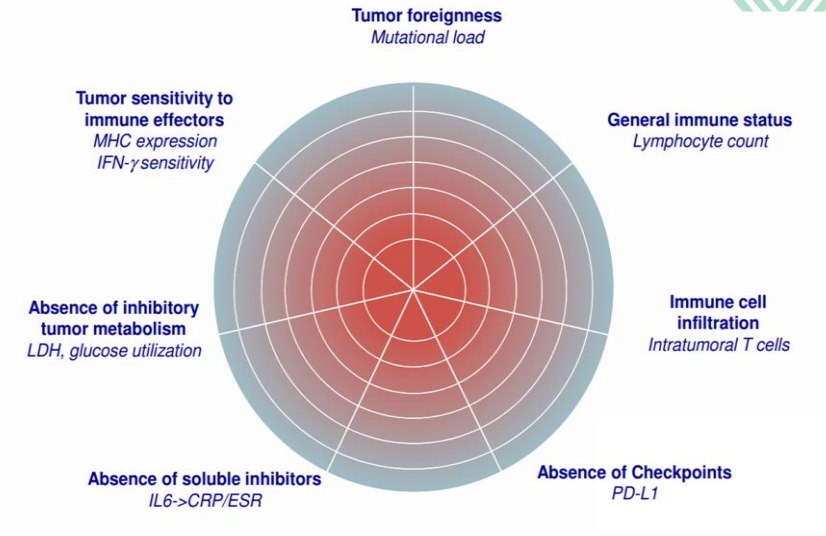 Tumor foreignness
Mutational load
Tumor sensitivity to
immune effectors
MHC expression
IFN-γ sensitivity
General immune status
Lymphocyte count
Absence of inhibitory
tumor metabolism
LDH, glucose utilization
Immune cell
infiltration
Intratumoral T cells
Absence of soluble inhibitors
IL6->CRP/ESR
Absence of Checkpoints
PD-L1